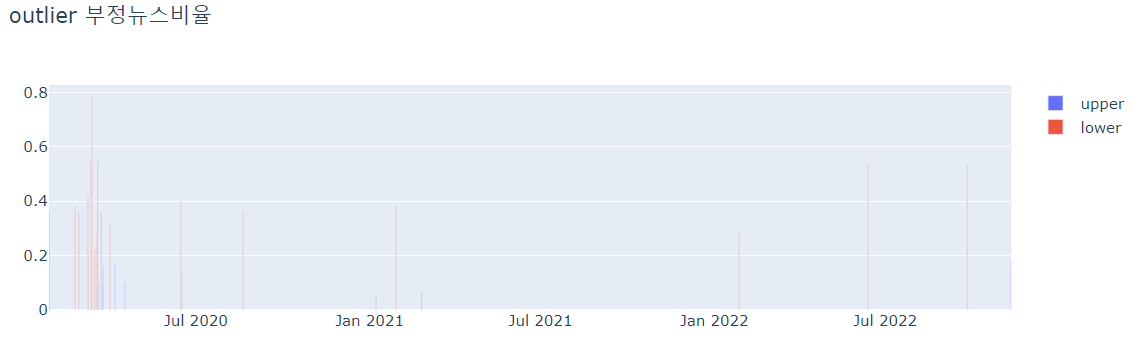 outlier 부정뉴스비율
0.8
0.6
0.4
0.2
0
Jul 2020
Jan 2021
Jul 2021
Jan 2022
Jul 2022
upper
lower